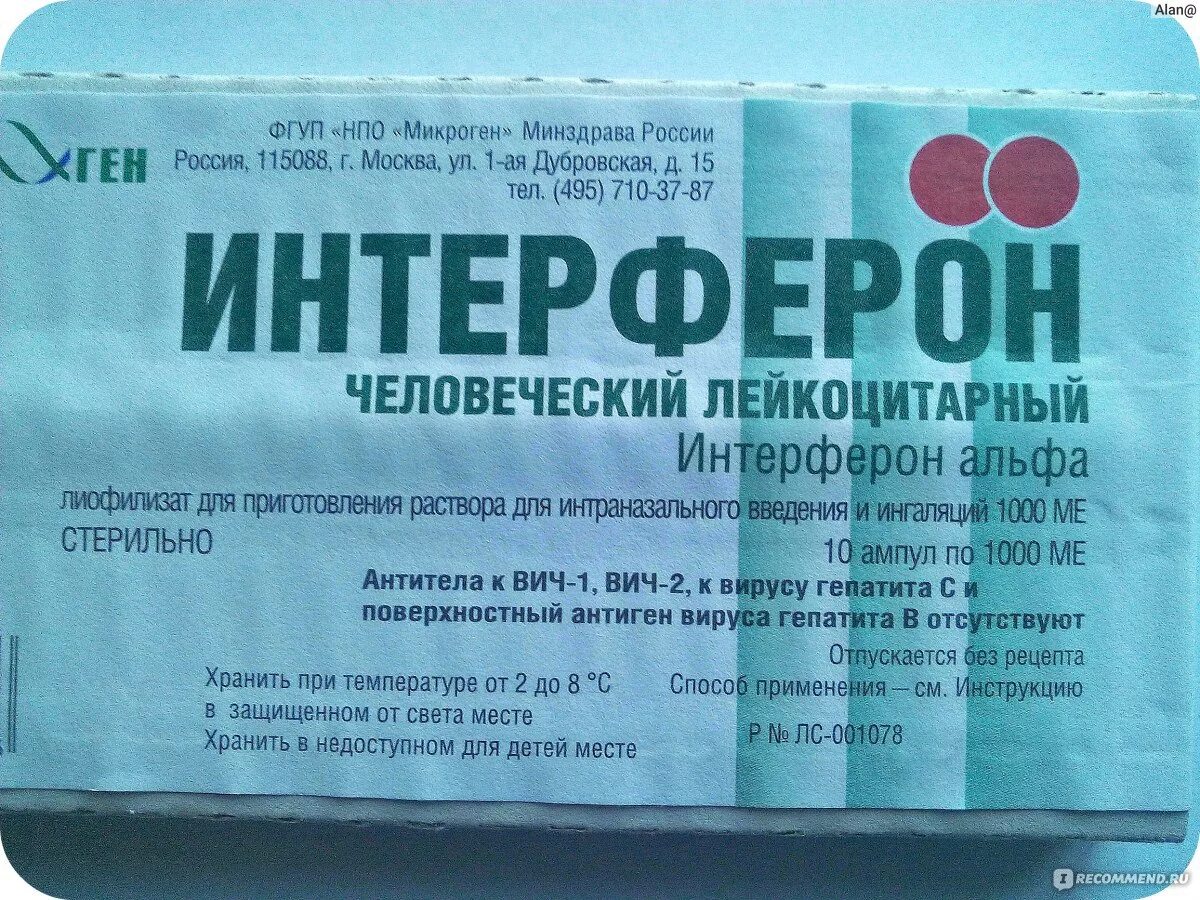 Alan@
ФГУП «НПО «Микроген» Минздрава России
ГЕН
Россия, 115088, г. Москва, ул. 1-ая Дубровская, д. 15
тел. (495) 710-37-87
ИНТЕРФЕРОН
ЧЕЛОВЕЧЕСКИЙ ЛЕЙКОЦИТАРНЫЙ
Интерферон альфа
лиофилизат для приготовления раствора для интраназального введения и ингаляций 1000 МЕ
СТЕРИЛЬНО
10 ампул по 1000 МЕ
Антитела к ВИЧ-1, ВИЧ-2, к вирусу гепатита С и
поверхностный антиген вируса гепатита В отсутствуют
Отпускается без рецепта
Способ применения — см. Инструкцию
Р № ЛС-001078
Хранить при температуре от 2 до 8 °С
в защищенном от света месте
Хранить в недоступном для детей месте
IRECOMMEND.RU